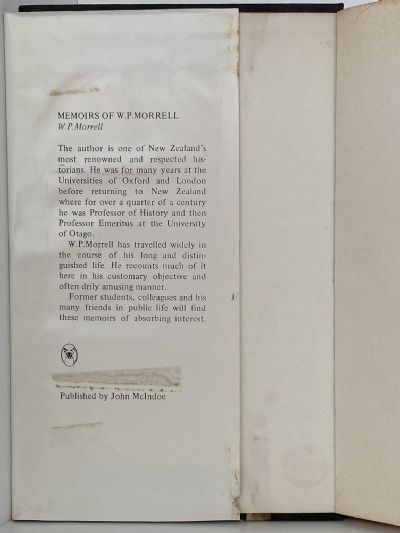 MEMOIRS OF W.P.MORRELL
W.P.Morrell
The author is one of New Zealand's
most renowned and respected his-
torians. He was for many years at the
Universities of Oxford and London
before returning to New Zealand
where for over a quarter of a century
he was Professor of History and then
Professor Emeritus at the University
of Otago.
W.P.Morrell has travelled widely in
the course of his long and distin-
guished life. He recounts much of it
here in his customary objective and
often drily amusing manner.
Former students, colleagues and his
many friends in public life will find
these memoirs of absorbing interest.
Published by John McIndoe